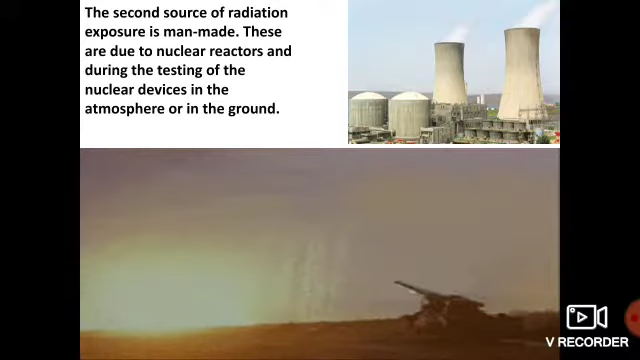 The second source of radiation
exposure is man-made. These
are due to nuclear reactors and
during the testing of the
nuclear devices in the
atmosphere or in the ground.
V RECORDER